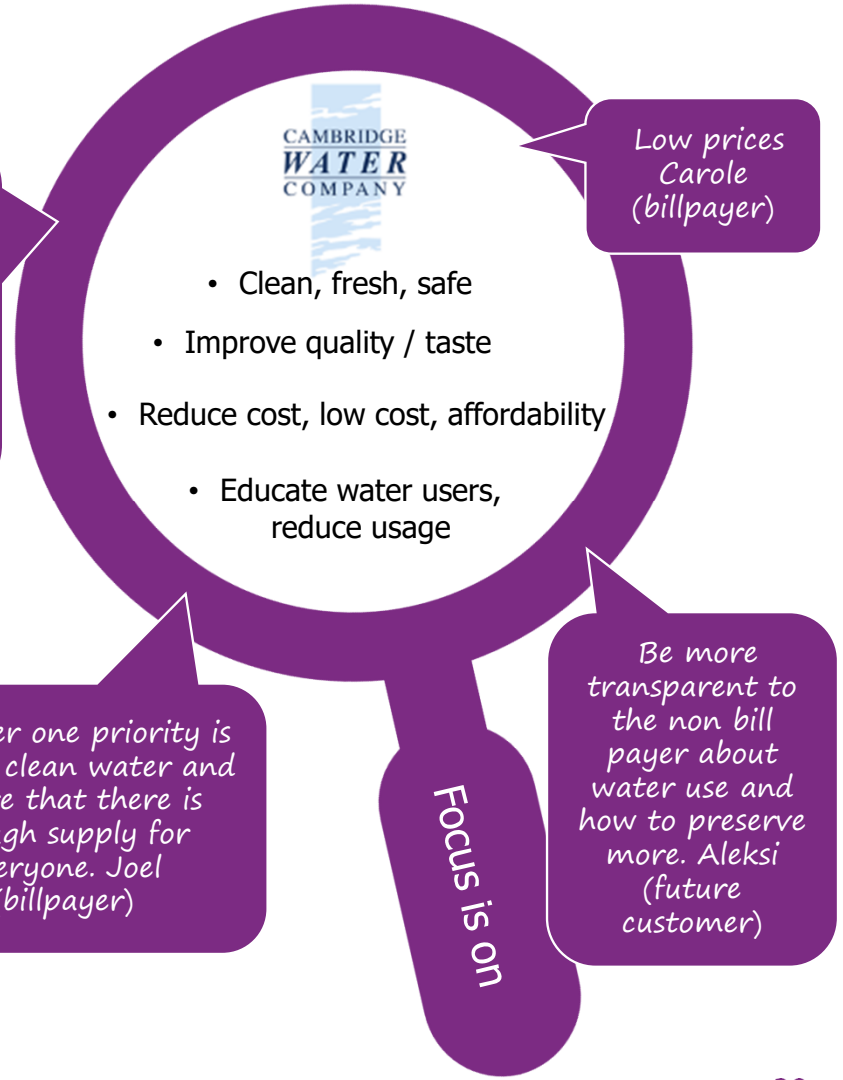 CAMBRIDGE
WATER
COMPANY
Low prices
Carole
(billpayer)
• Clean, fresh, safe
• Improve quality / taste
• Reduce cost, low cost, affordability
• Educate water users,
reduce usage
er one priority is
clean water and
e that there is
gh supply for
eryone. Joel
(billpayer)
Be more
transparent to
the non bill
payer about
water use and
how to preserve
more. Aleksi
(future
customer)
Focus is on